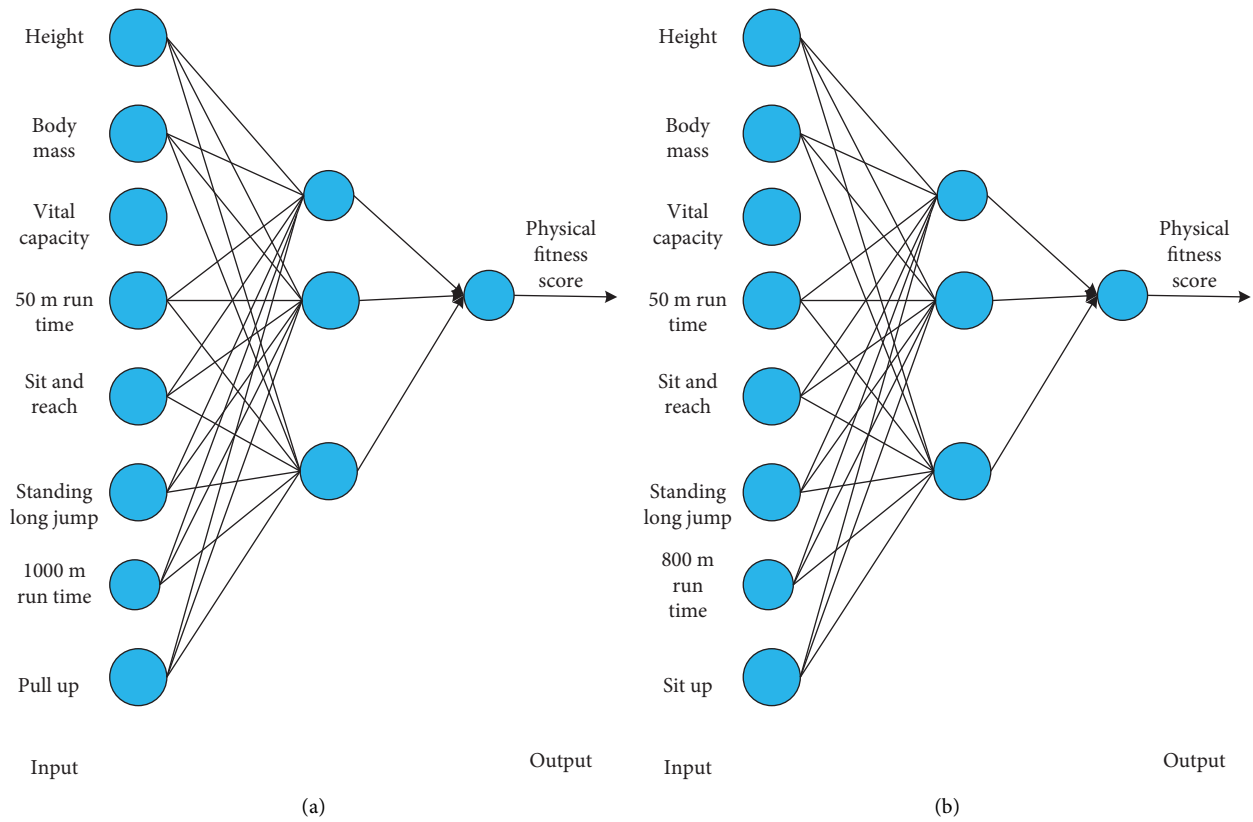 Height
Body
mass
Vital
capacity
50 m run
time
Sit and
reach
Standing
long jump
1000 m
run time
Pull up
Input
Physical
fitness
score
Output
(a)
Height
Body
mass
Vital
capacity
50 m run
time
Sit and
reach
Standing
long jump
800 m
run
time
Sit up
Input
Physical
fitness
score
Output
(b)